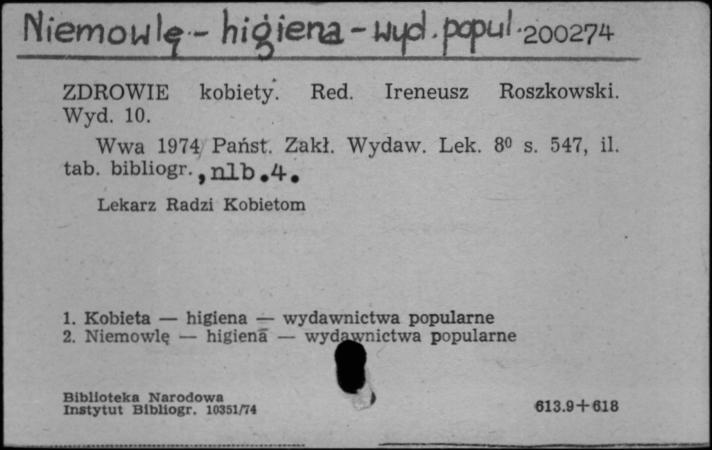 Niemowlę - higiena - wyd. popul. 200274
ZDROWIE kobiety. Red. Ireneusz Roszkowski.
Wyd. 10.
Wwa 1974 Państ. Zakł. Wydaw. Lek. 8⁰ s. 547, il.
tab. bibliogr., nlb. 4.
Lekarz Radzi Kobietom
1. Kobieta — higiena — wydawnictwa popularne
2. Niemowlę — higiena — wydawnictwa popularne
Biblioteka Narodowa
Instytut Bibliogr. 10351/74
613.9+618